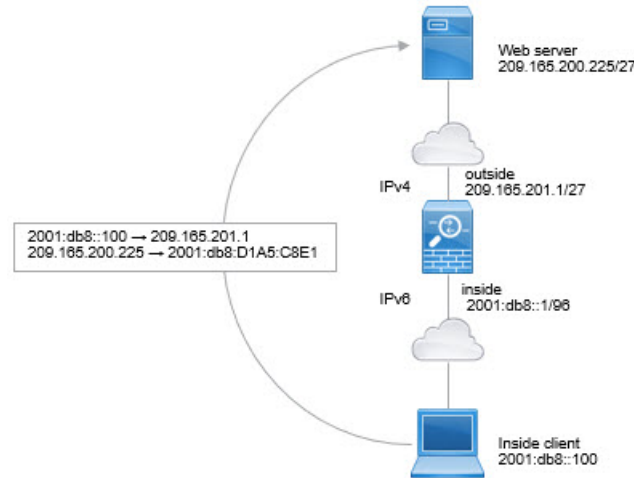 Web server
209.165.200.225/27
outside
IPv4
209.165.201.1/27
2001:db8::100 → 209.165.201.1
209.165.200.225 → 2001:db8:D1A5:C8E1
IPv6
inside
2001:db8::1/96
Inside client
2001:db8::100